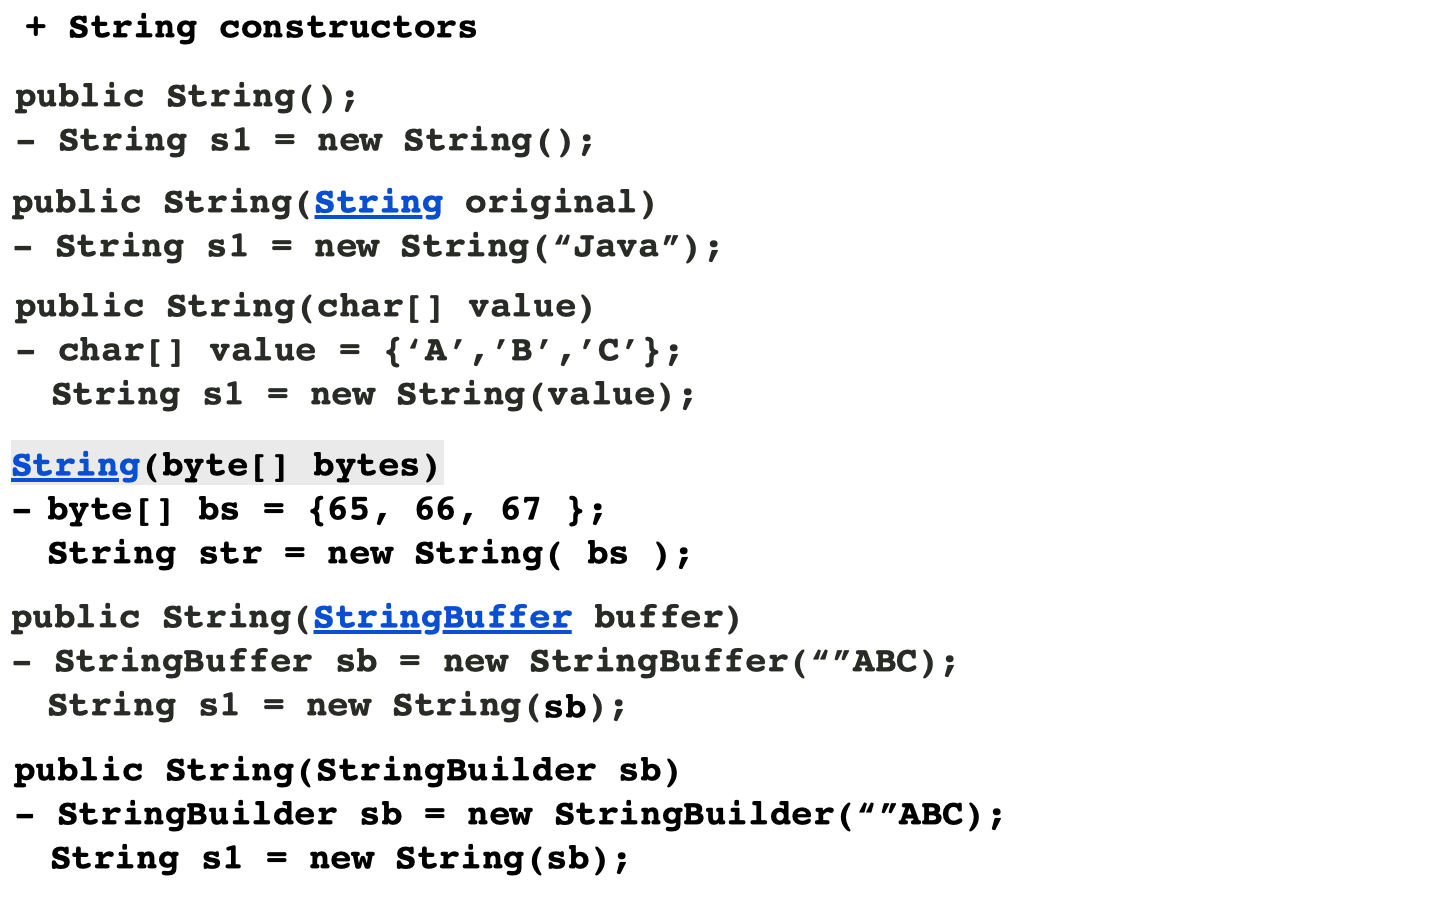 + String constructors
public String();
– String s1 = new String();
public String(String original)
– String s1 = new String(“Java”);
public String(char[] value)
– char[] value = {‘A’,’B’,’C’};
String s1 = new String(value);
String(byte[] bytes)
– byte[] bs = {65, 66, 67 };
String str = new String( bs );
public String(StringBuffer buffer)
– StringBuffer sb = new StringBuffer(“”ABC);
String s1 = new String(sb);
public String(StringBuilder sb)
– StringBuilder sb = new StringBuilder(“”ABC);
String s1 = new String(sb);